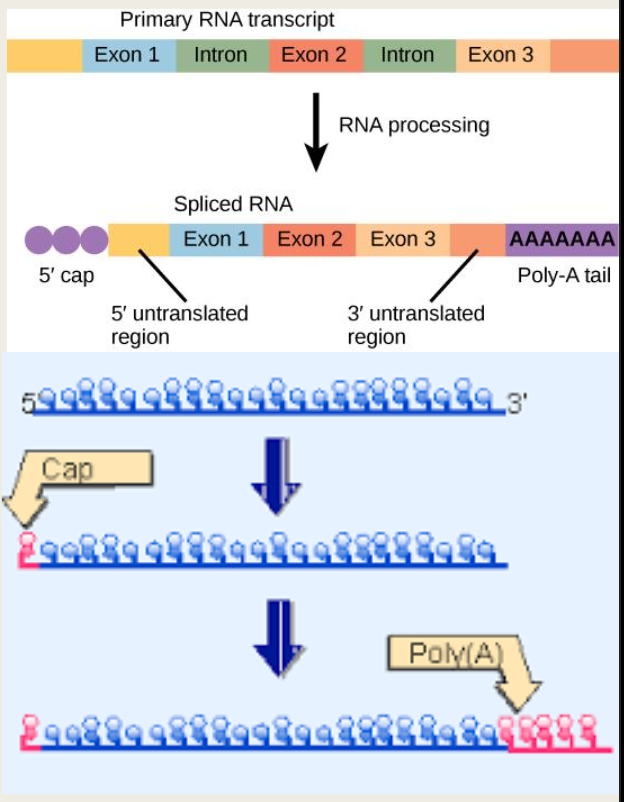 Primary RNA transcript
Exon 1 Intron Exon 2 Intron Exon 3
RNA processing
Spliced RNA
Exon 1 Exon 2 Exon 3 AAAAAAA
5′ cap Poly-A tail
5′ untranslated
region
3′ untranslated
region
5 3'
Cap
Poly(A)